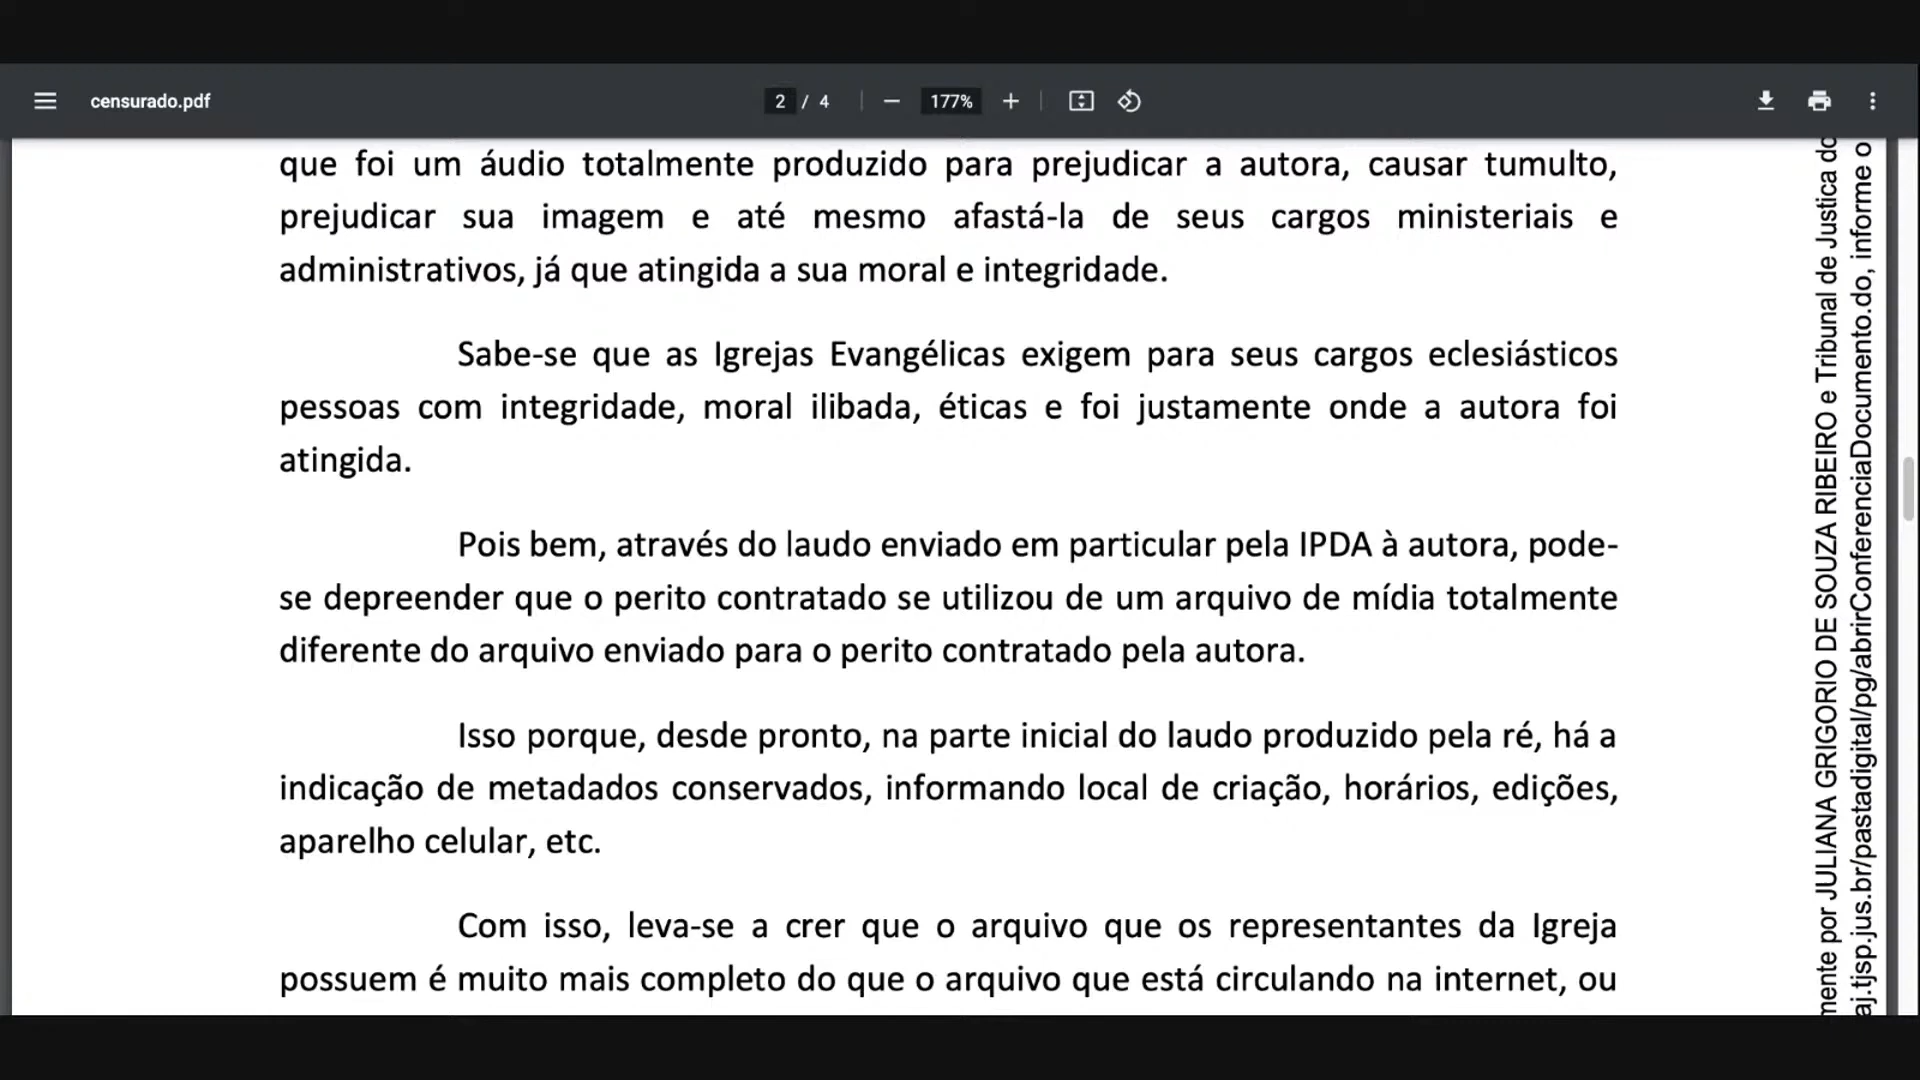 censurado.pdf
2 / 4
177%
que foi um áudio totalmente produzido para prejudicar a autora, causar tumulto,
prejudicar sua imagem e até mesmo afastá-la de seus cargos ministeriais e
administrativos, já que atingida a sua moral e integridade.
Sabe-se que as Igrejas Evangélicas exigem para seus cargos eclesiásticos
pessoas com integridade, moral ilibada, éticas e foi justamente onde a autora foi
atingida.
Pois bem, através do laudo enviado em particular pela IPDA à autora, pode-
se depreender que o perito contratado se utilizou de um arquivo de mídia totalmente
diferente do arquivo enviado para o perito contratado pela autora.
Isso porque, desde pronto, na parte inicial do laudo produzido pela ré, há a
indicação de metadados conservados, informando local de criação, horários, edições,
aparelho celular, etc.
Com isso, leva-se a crer que o arquivo que os representantes da Igreja
possuem é muito mais completo do que o arquivo que está circulando na internet, ou
mente por JULIANA GRIGORIO DE SOUZA RIBEIRO e Tribunal de Justica do
aj.tjsp.jus.br/pastadigital/pg/abrirConferenciaDocumento.do, informe o